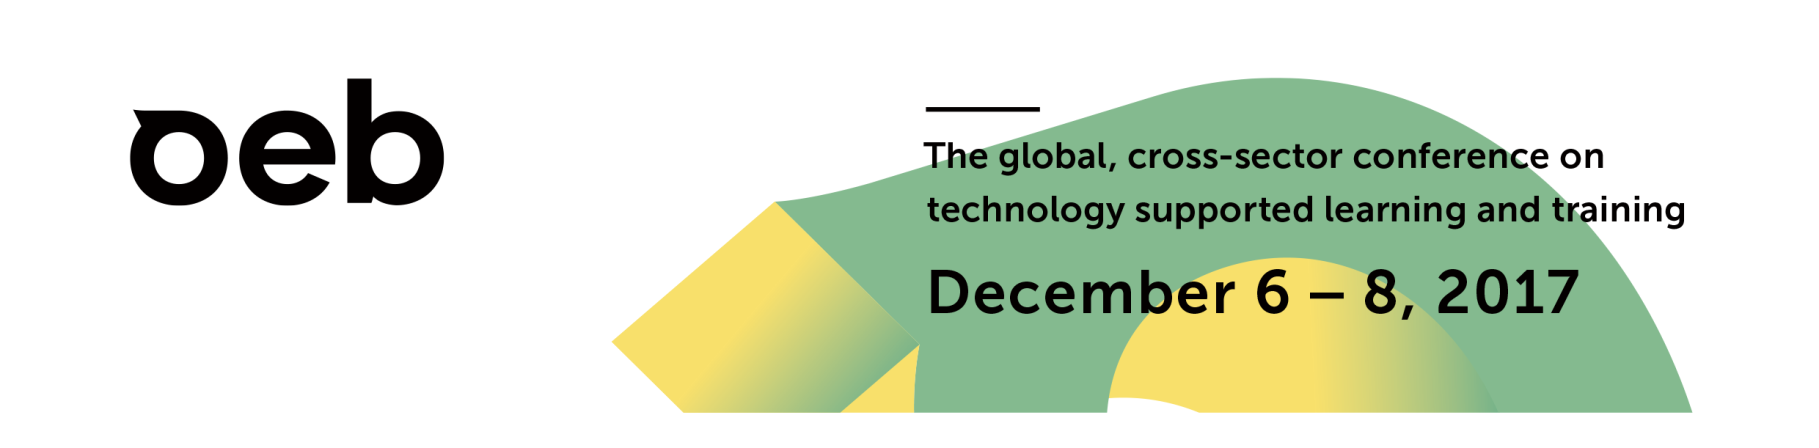 oeb
The global, cross-sector conference on
technology supported learning and training
December 6 – 8, 2017